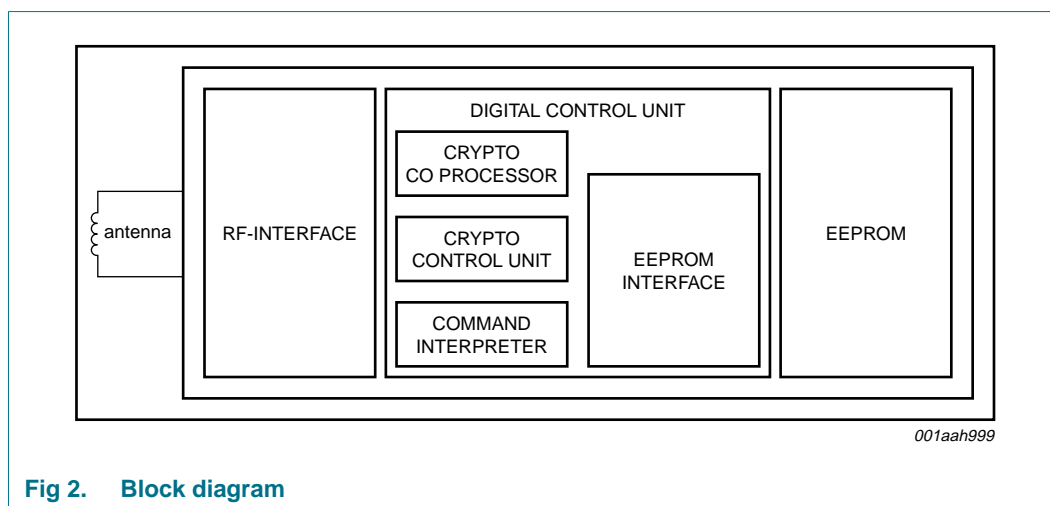 antenna
RF-INTERFACE
DIGITAL CONTROL UNIT
CRYPTO
CO PROCESSOR
CRYPTO
CONTROL UNIT
COMMAND
INTERPRETER
EEPROM
INTERFACE
EEPROM
001aah999
Fig 2. Block diagram